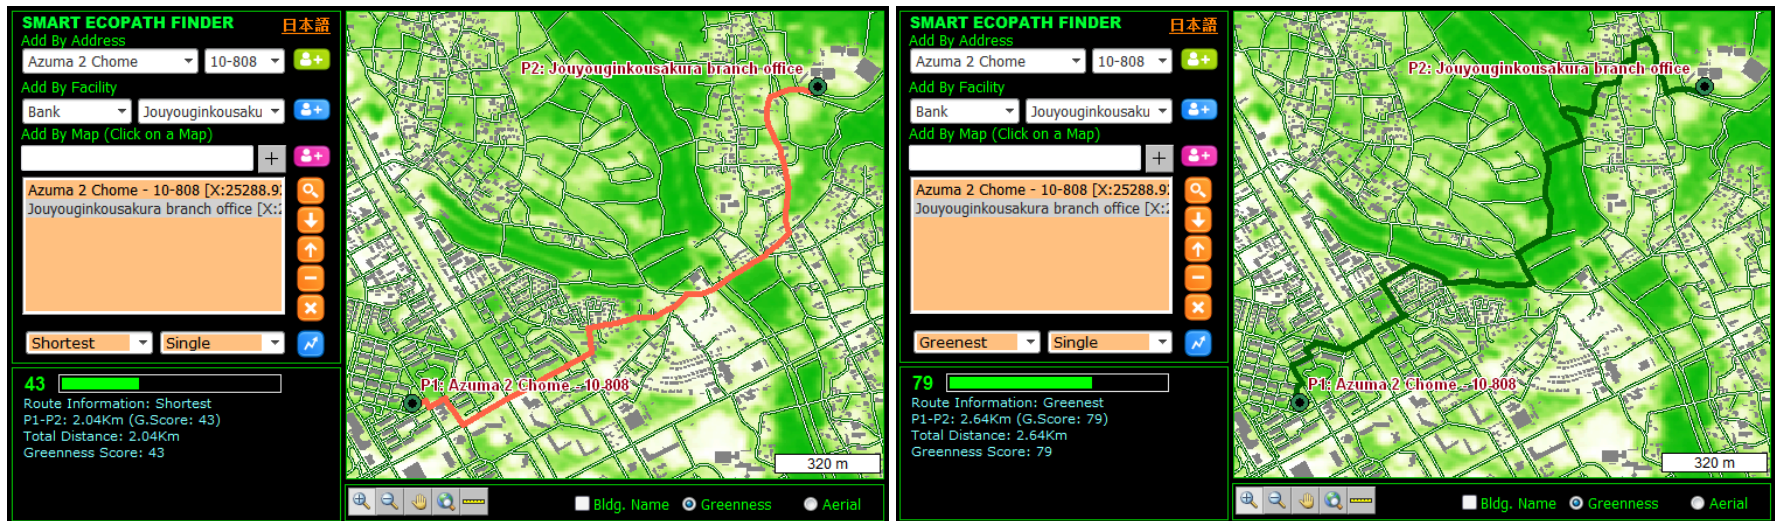 SMART ECOPATH FINDER
日本語
Add By Address
Azuma 2 Chome
10-808
Add By Facility
Bank
Jouyouginkousaku
Add By Map (Click on a Map)
+
Azuma 2 Chome - 10-808 [X:25288.92
Jouyouginkousakura branch office [X:2
Shortest
Single
43
Route Information: Shortest
P1-P2: 2.04Km (G.Score: 43)
Total Distance: 2.04Km
Greenness Score: 43
P2: Jouyouginkousakura branch office
P1: Azuma 2 Chome - 10-808
320 m
Bldg. Name
Greenness
Aerial
SMART ECOPATH FINDER
日本語
Add By Address
Azuma 2 Chome
10-808
Add By Facility
Bank
Jouyouginkousaku
Add By Map (Click on a Map)
+
Azuma 2 Chome - 10-808 [X:25288.92
Jouyouginkousakura branch office [X:2
Greenest
Single
79
Route Information: Greenest
P1-P2: 2.64Km (G.Score: 79)
Total Distance: 2.64Km
Greenness Score: 79
P2: Jouyouginkousakura branch office
P1: Azuma 2 Chome - 10-808
320 m
Bldg. Name
Greenness
Aerial